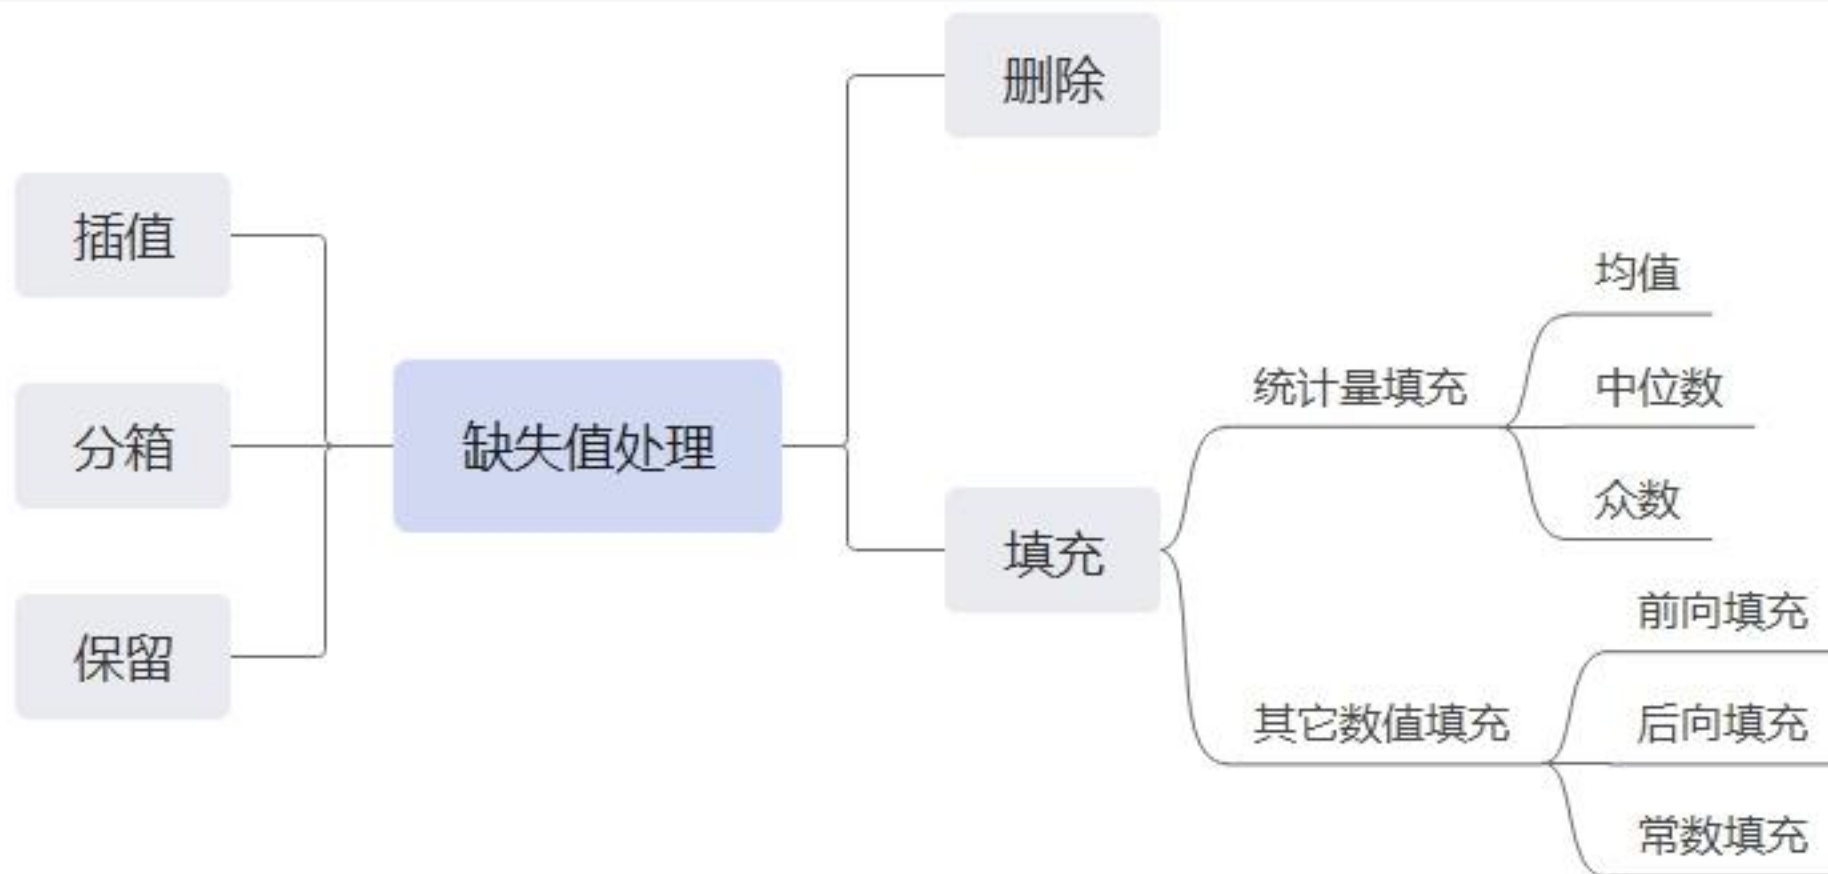 删除
插值
均值
统计量填充
中位数
分箱
缺失值处理
众数
填充
前向填充
保留
其它数值填充
后向填充
常数填充